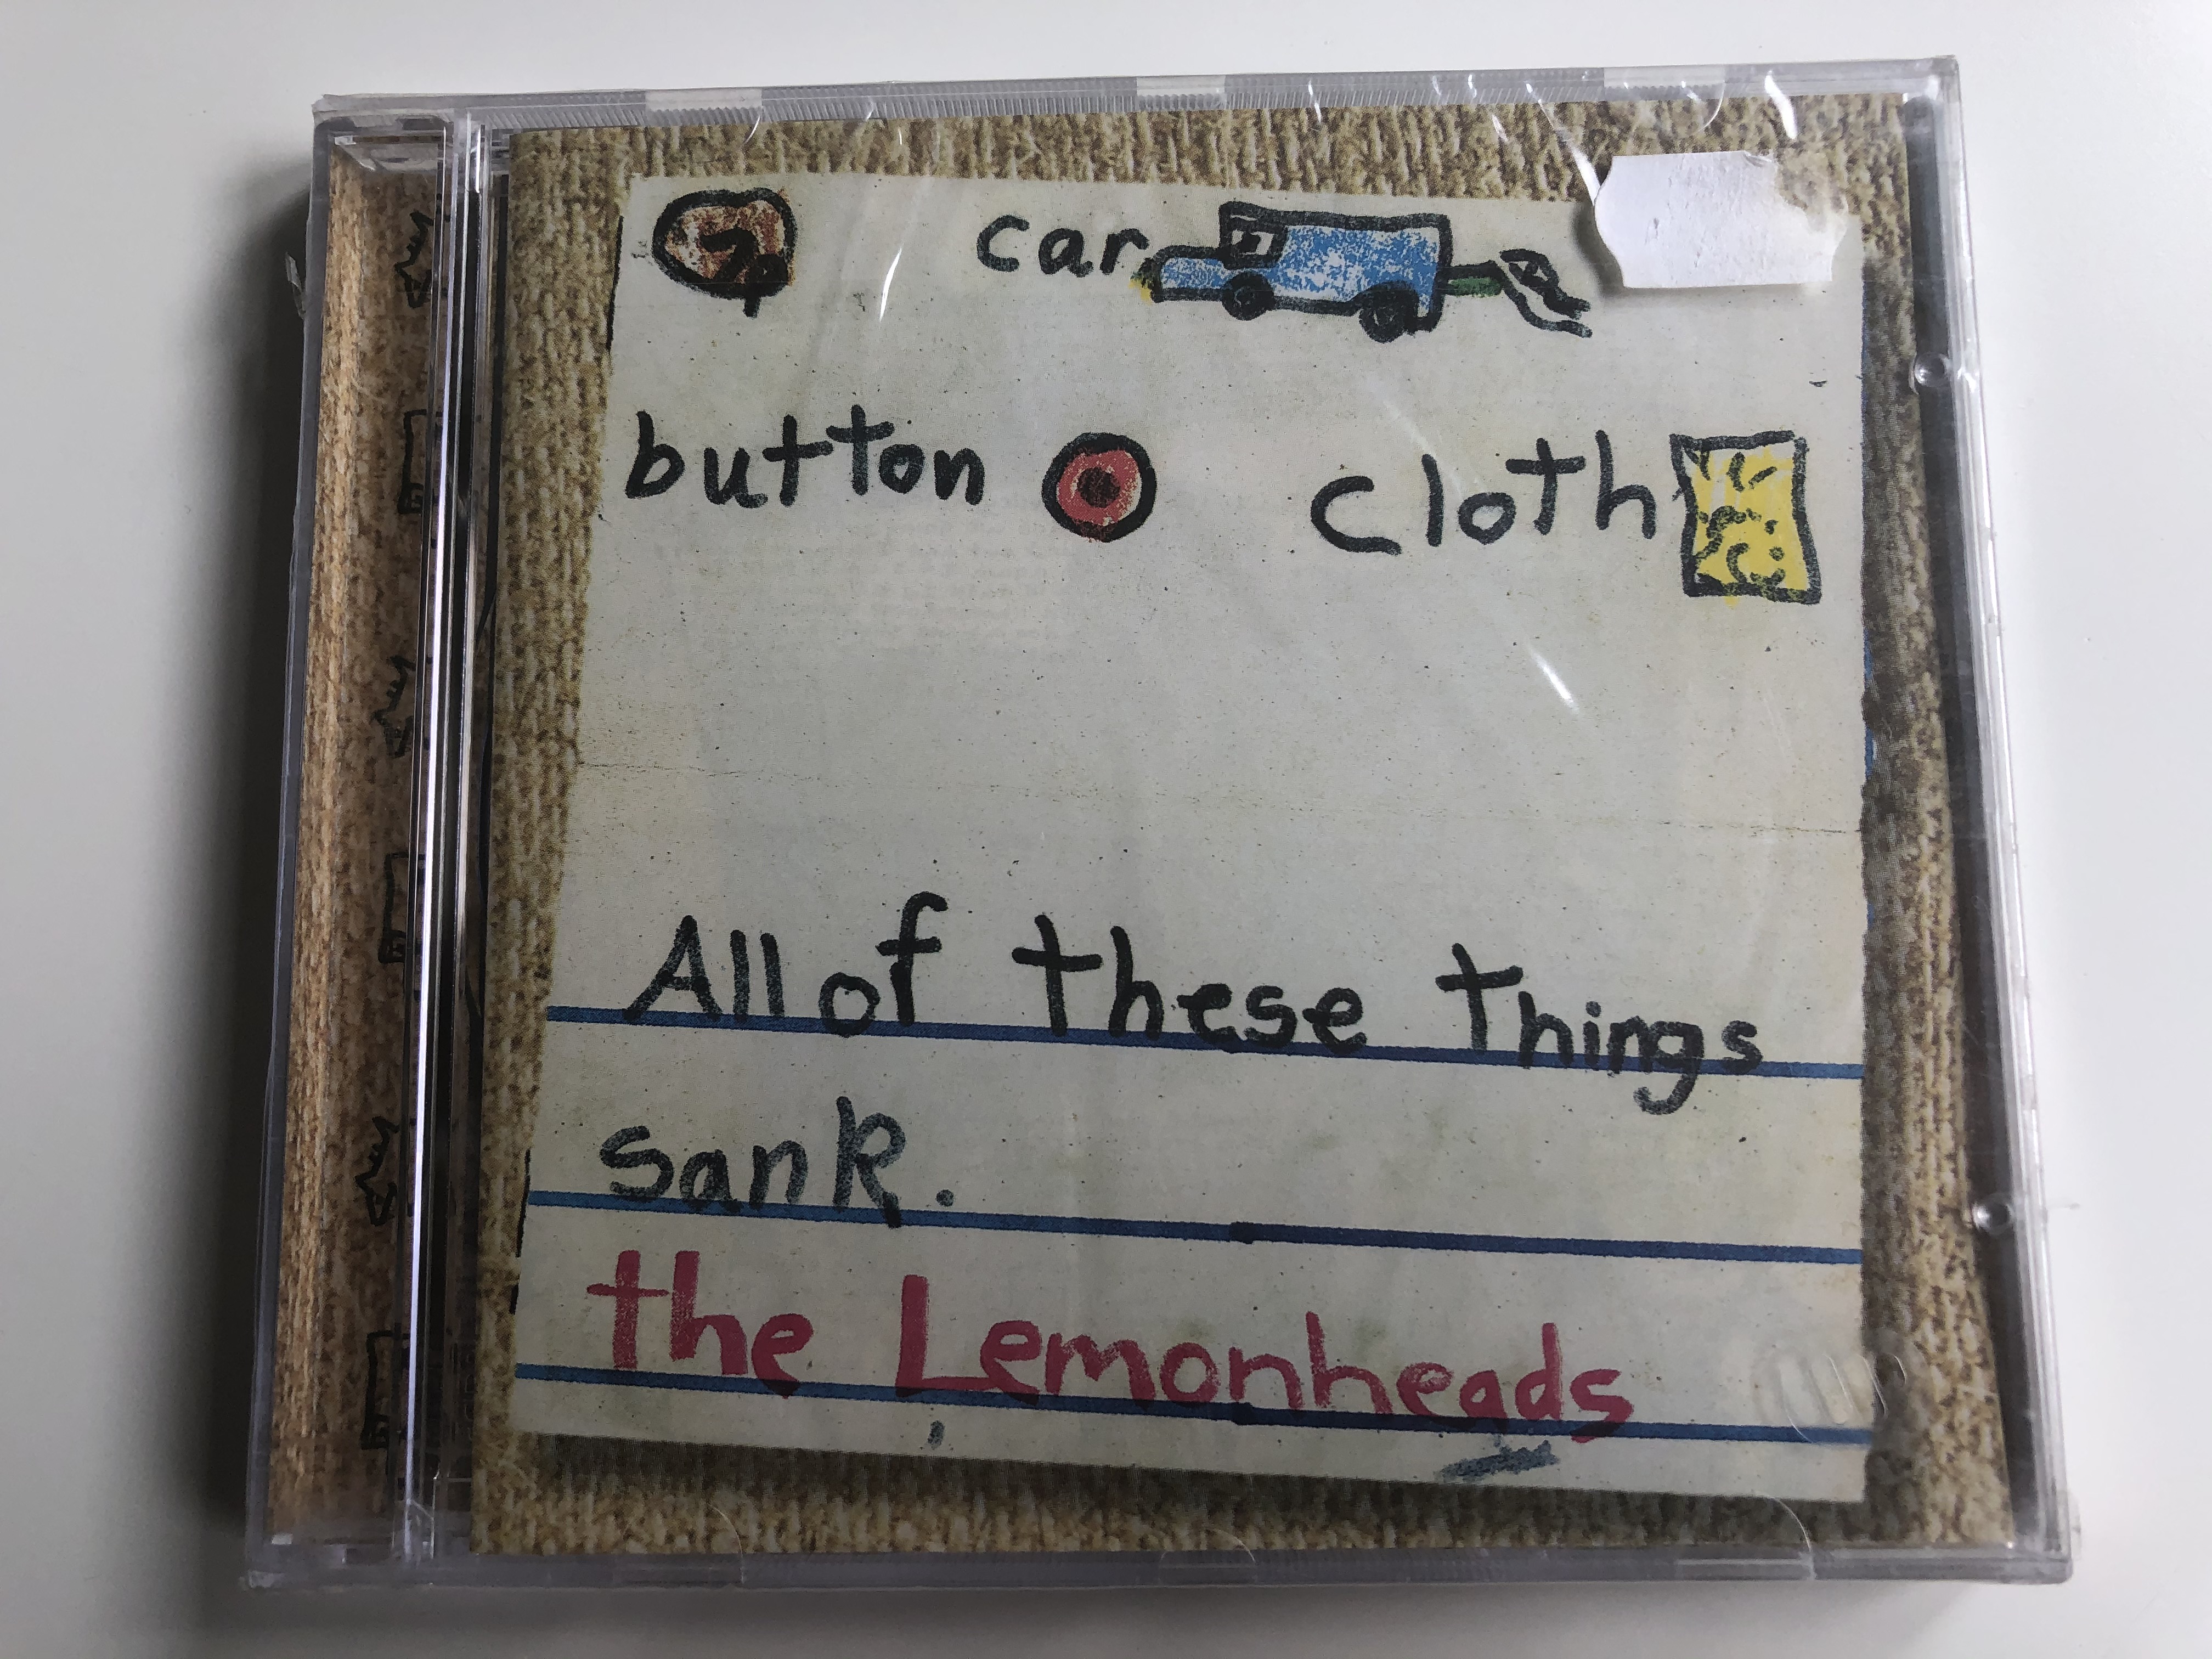 car
button cloth
All of these things
sank.
the Lemonheads